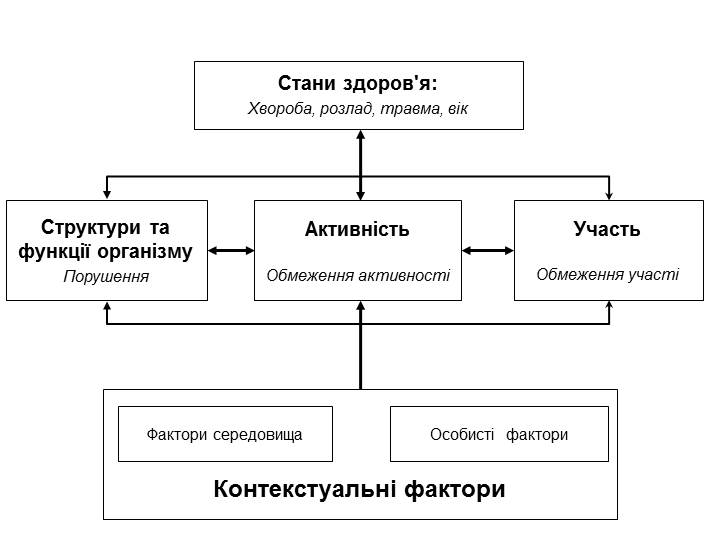 Стани здоров'я:
Хвороба, розлад, травма, вік
Структури та
функції організму
Порушення
Активність
Обмеження активності
Участь
Обмеження участі
Фактори середовища
Особисті фактори
Контекстуальні фактори